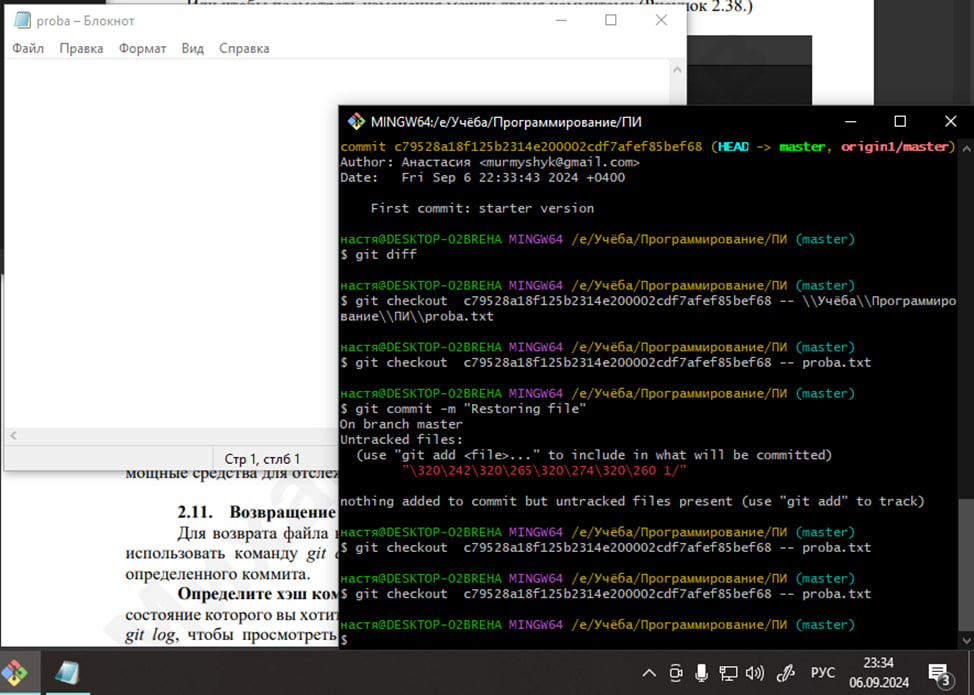 Или чтобы посмотреть изменения между двумя коммитами (Рисунок 2.38.)
proba – Блокнот
Файл Правка Формат Вид Справка
Стр 1, стлб 1
MINGW64:/e/Учёба/Программирование/ПИ
commit c79528a18f125b2314e200002cdf7afef85bef68 (HEAD -> master, origin1/master)
Author: Анастасия <murmyshyk@gmail.com>
Date:   Fri Sep 6 22:33:43 2024 +0400
First commit: starter version
настя@DESKTOP-O2BREHA MINGW64 /e/Учёба/Программирование/ПИ (master)
$ git diff
настя@DESKTOP-O2BREHA MINGW64 /e/Учёба/Программирование/ПИ (master)
$ git checkout  c79528a18f125b2314e200002cdf7afef85bef68 -- \\Учёба\\Программиро
вание\\ПИ\\proba.txt
настя@DESKTOP-O2BREHA MINGW64 /e/Учёба/Программирование/ПИ (master)
$ git checkout  c79528a18f125b2314e200002cdf7afef85bef68 -- proba.txt
настя@DESKTOP-O2BREHA MINGW64 /e/Учёба/Программирование/ПИ (master)
$ git commit -m "Restoring file"
On branch master
Untracked files:
(use "git add <file>..." to include in what will be committed)
"\320\242\320\265\320\274\320\260 1/"
nothing added to commit but untracked files present (use "git add" to track)
настя@DESKTOP-O2BREHA MINGW64 /e/Учёба/Программирование/ПИ (master)
$ git checkout  c79528a18f125b2314e200002cdf7afef85bef68 -- proba.txt
настя@DESKTOP-O2BREHA MINGW64 /e/Учёба/Программирование/ПИ (master)
$ git checkout  c79528a18f125b2314e200002cdf7afef85bef68 -- proba.txt
настя@DESKTOP-O2BREHA MINGW64 /e/Учёба/Программирование/ПИ (master)
$
мощные средства для отслеж
2.11. Возвращение
Для возврата файла
использовать команду git
определенного коммита.
Определите хэш ком
состояние которого вы хоти
git log, чтобы просмотреть
РУС
23:34
06.09.2024
3